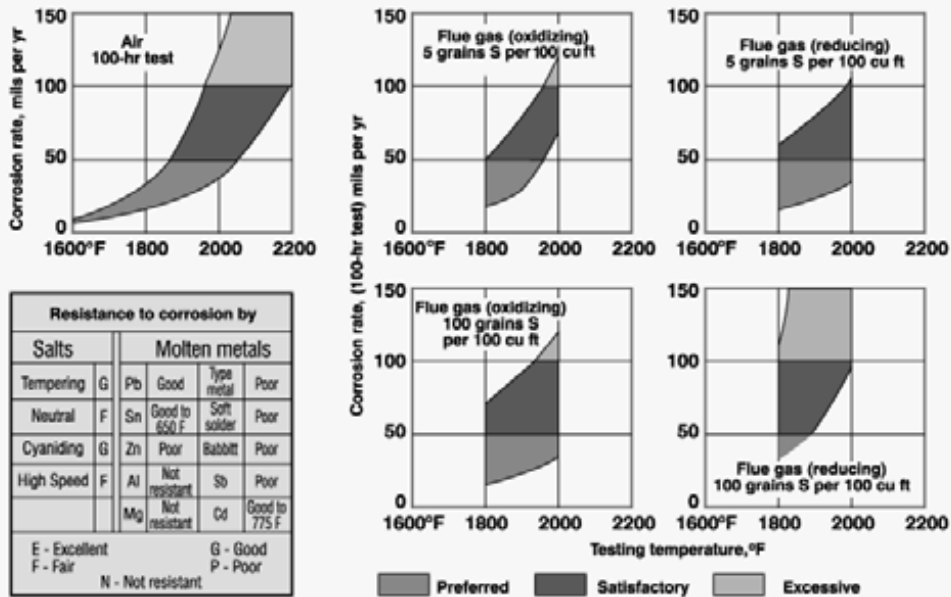 Corrosion rate, mils per yr
150
100
50
0
Air
100-hr test
1600ºF 1800 2000 2200
Corrosion rate, (100-hr test) mils per yr
150
100
50
0
Flue gas (oxidizing)
5 grains S per 100 cu ft
1600ºF 1800 2000 2200
150
100
50
0
Flue gas (reducing)
5 grains S per 100 cu ft
1600ºF 1800 2000 2200
Resistance to corrosion by
Salts Molten metals
Tempering G Pb Good Type metal Poor
Neutral F Sn Good to 650 F Soft solder Poor
Cyaniding G Zn Poor Babbitt Poor
High Speed F Al Not resistant Sb Poor
Mg Not resistant Cd Good to 775 F
E - Excellent G - Good
F - Fair P - Poor
N - Not resistant
150
100
50
0
Flue gas (oxidizing)
100 grains S
per 100 cu ft
1600ºF 1800 2000 2200
150
100
50
0
Flue gas (reducing)
100 grains S per 100 cu ft
1600ºF 1800 2000 2200
Testing temperature,ºF
Preferred Satisfactory Excessive